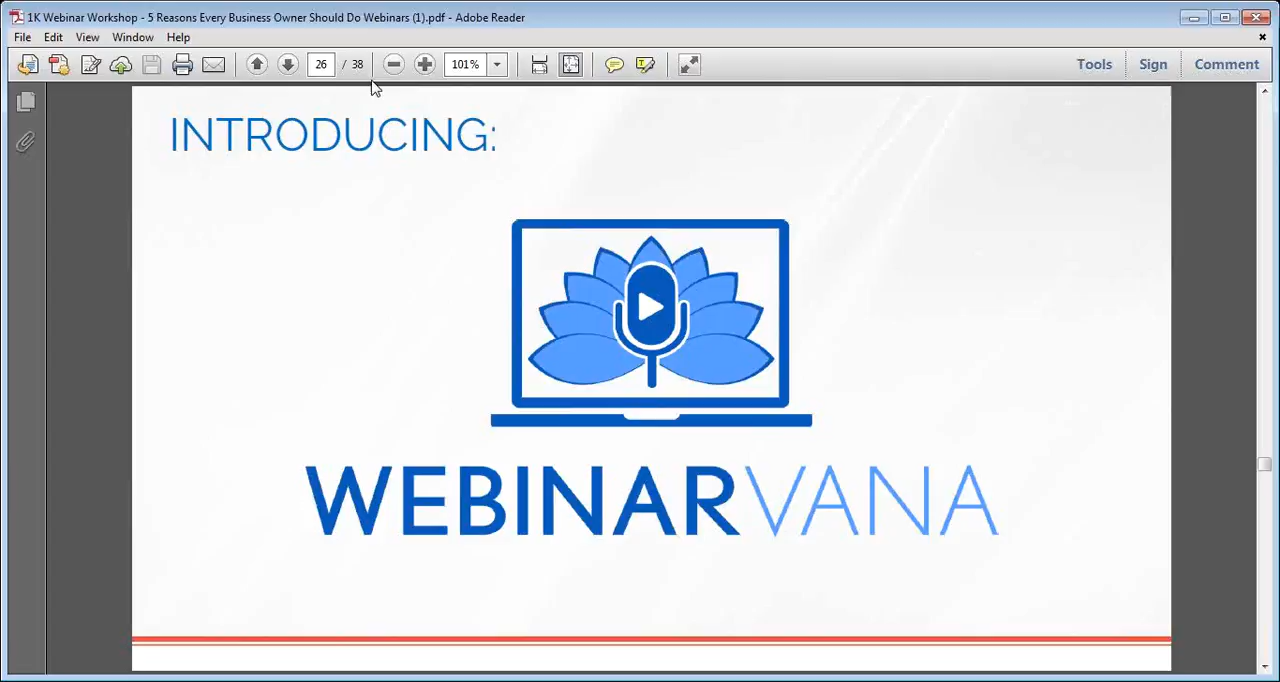 1K Webinar Workshop - 5 Reasons Every Business Owner Should Do Webinars (1).pdf - Adobe Reader
File Edit View Window Help
26 / 38 101% Tools Sign Comment
INTRODUCING:
WEBINARVANA